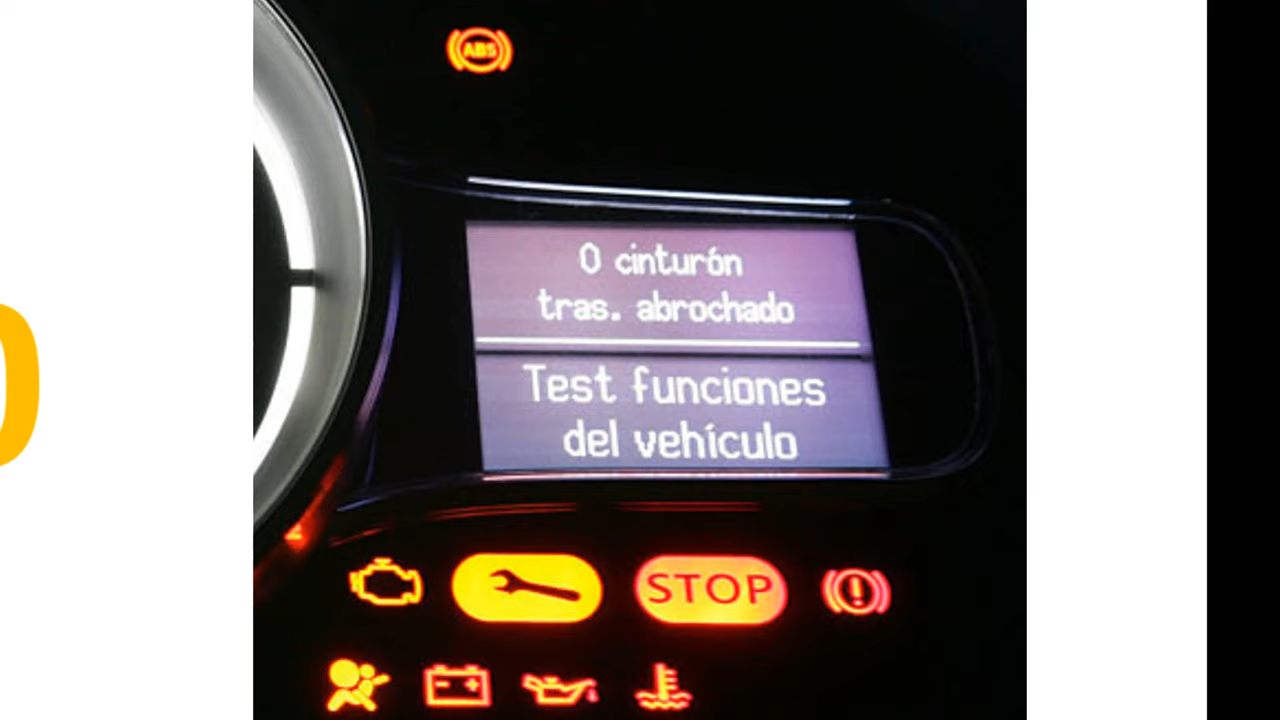 ABS
0 cinturón
tras. abrochado
Test funciones
del vehículo
STOP